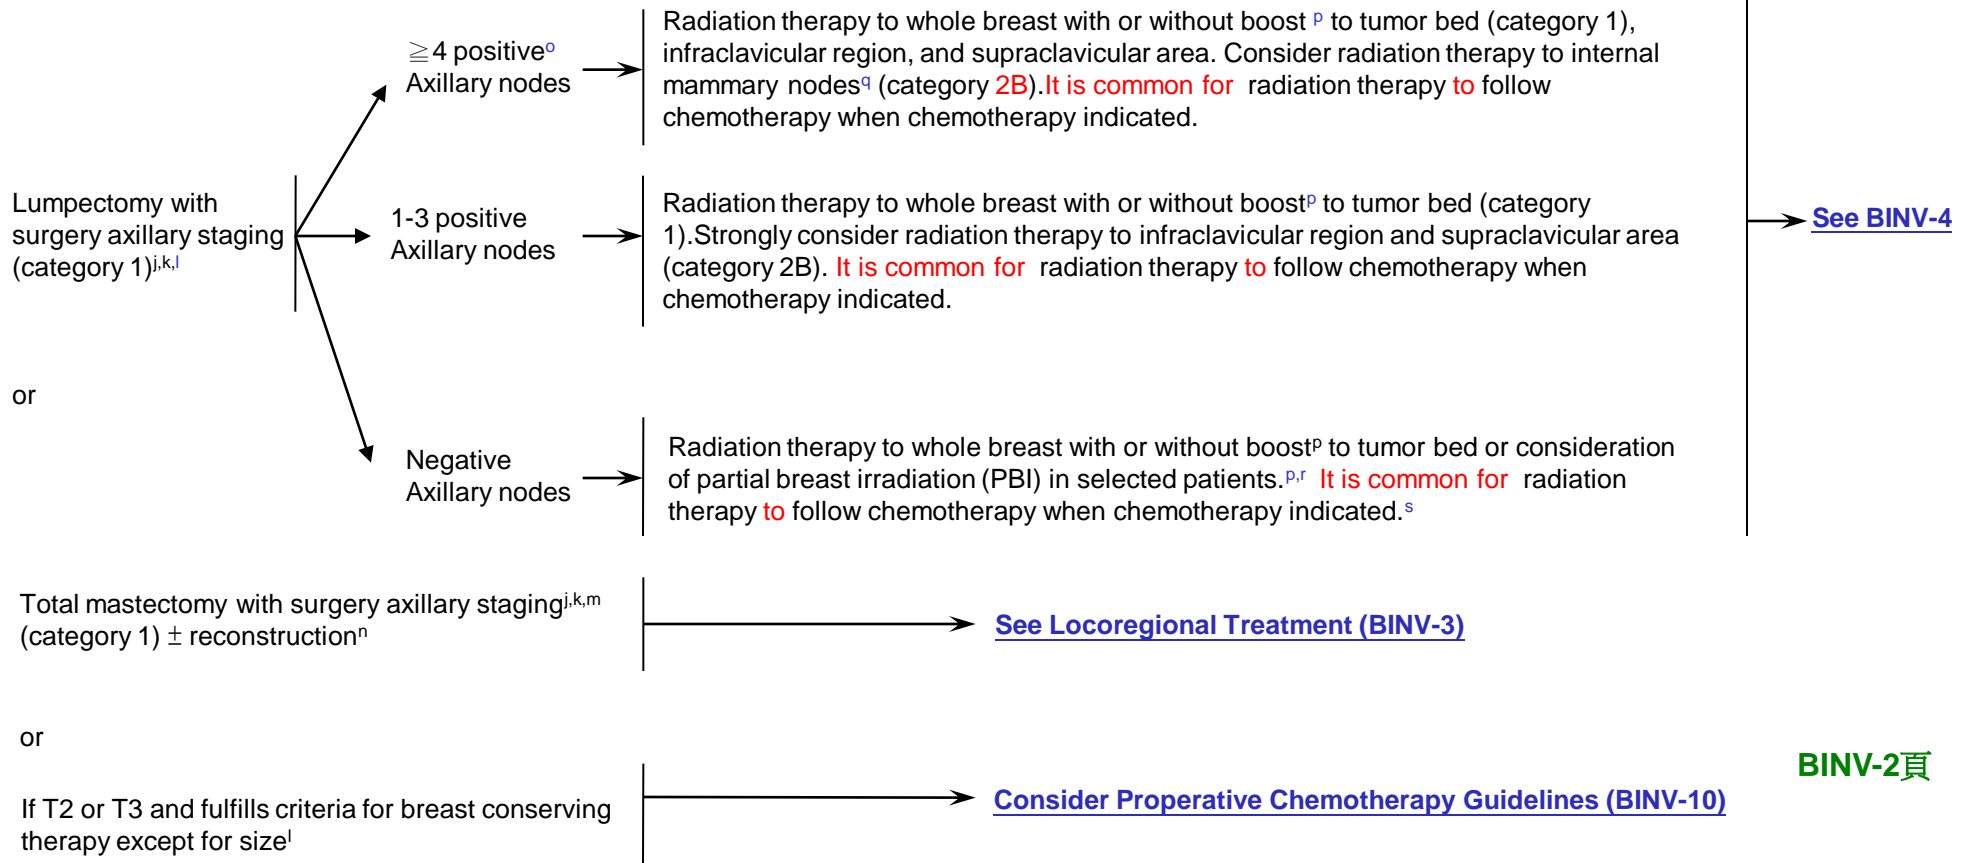 ≧4 positiveᵒ
Axillary nodes
Radiation therapy to whole breast with or without boost ᵖ to tumor bed (category 1),
infraclavicular region, and supraclavicular area. Consider radiation therapy to internal
mammary nodes^q (category 2B).It is common for radiation therapy to follow
chemotherapy when chemotherapy indicated.
Lumpectomy with
surgery axillary staging
(category 1)ʲ,ᵏ,ˡ
1-3 positive
Axillary nodes
Radiation therapy to whole breast with or without boostᵖ to tumor bed (category
1).Strongly consider radiation therapy to infraclavicular region and supraclavicular area
(category 2B). It is common for radiation therapy to follow chemotherapy when
chemotherapy indicated.
See BINV-4
or
Negative
Axillary nodes
Radiation therapy to whole breast with or without boostᵖ to tumor bed or consideration
of partial breast irradiation (PBI) in selected patients.ᵖ,ʳ It is common for radiation
therapy to follow chemotherapy when chemotherapy indicated.ˢ
Total mastectomy with surgery axillary stagingʲ,ᵏ,ᵐ
(category 1) ± reconstructionⁿ
See Locoregional Treatment (BINV-3)
or
If T2 or T3 and fulfills criteria for breast conserving
therapy except for sizeˡ
Consider Properative Chemotherapy Guidelines (BINV-10)
BINV-2頁